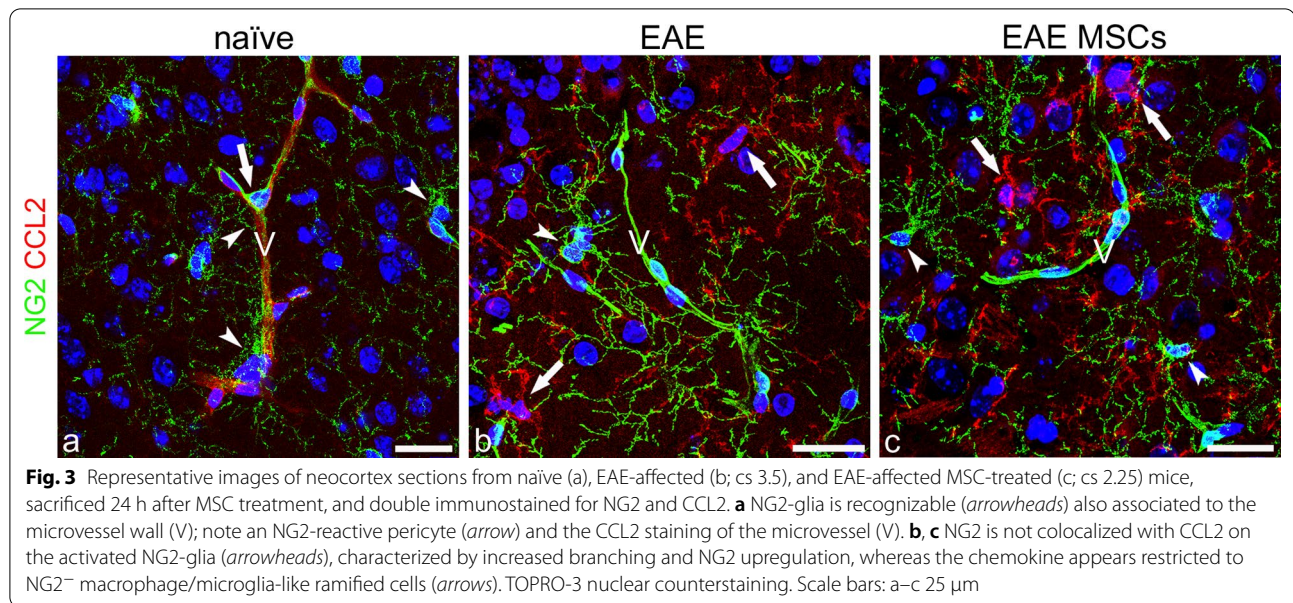 naïve EAE EAE MSCs
NG2 CCL2
V V V
a b c
Fig. 3 Representative images of neocortex sections from naïve (a), EAE-affected (b; cs 3.5), and EAE-affected MSC-treated (c; cs 2.25) mice,
sacrificed 24 h after MSC treatment, and double immunostained for NG2 and CCL2. a NG2-glia is recognizable (arrowheads) also associated to the
microvessel wall (V); note an NG2-reactive pericyte (arrow) and the CCL2 staining of the microvessel (V). b, c NG2 is not colocalized with CCL2 on
the activated NG2-glia (arrowheads), characterized by increased branching and NG2 upregulation, whereas the chemokine appears restricted to
NG2⁻ macrophage/microglia-like ramified cells (arrows). TOPRO-3 nuclear counterstaining. Scale bars: a–c 25 μm